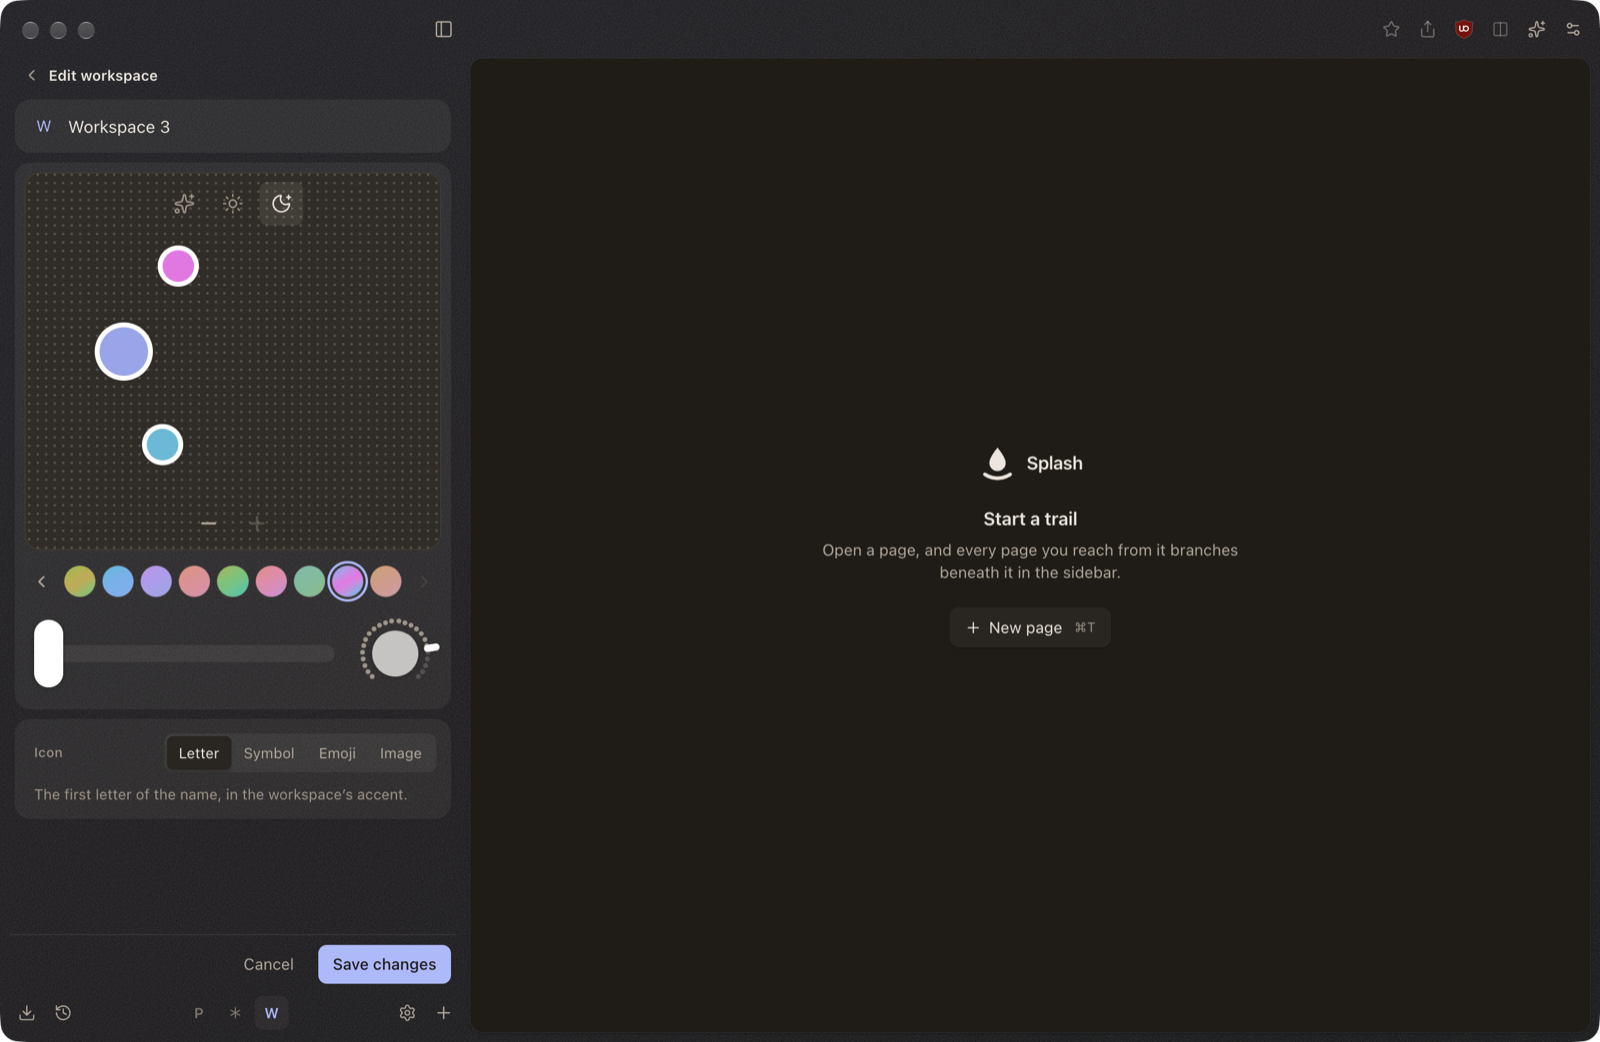 Edit workspace
W Workspace 3
Splash
Start a trail
Open a page, and every page you reach from it branches
beneath it in the sidebar.
+ New page ⌘T
Icon Letter Symbol Emoji Image
The first letter of the name, in the workspace’s accent.
Cancel Save changes
P W